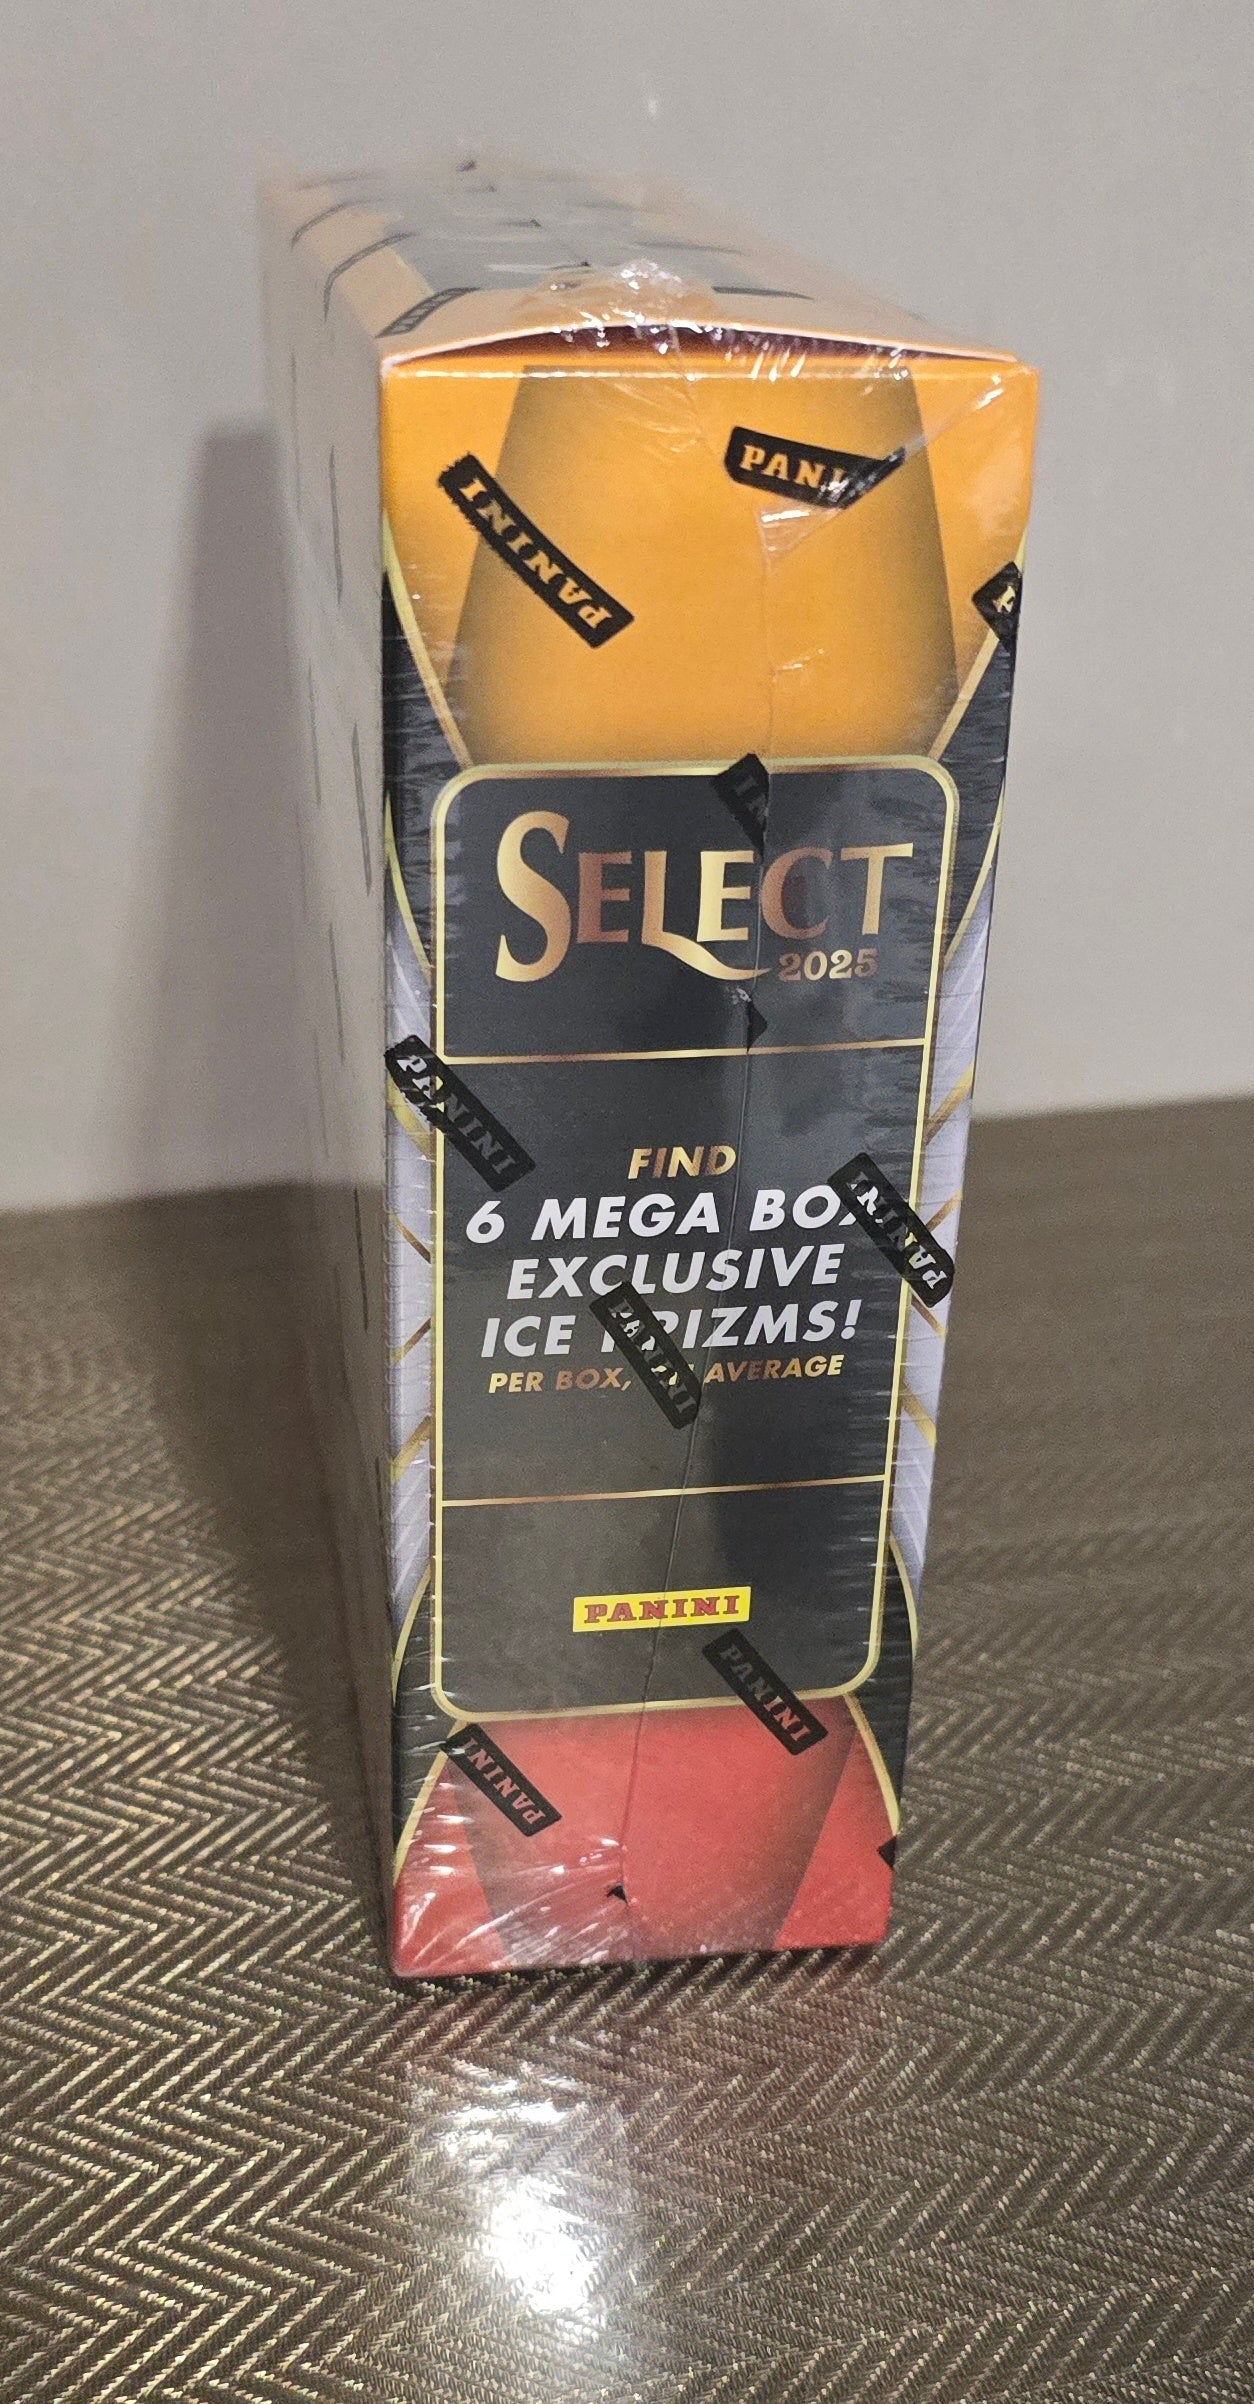 PANINI
PANI
SELECT
2025
PANINI
FIND
6 MEGA BOX
PANINI
EXCLUSIVE
ICE PRIZMS!
PANINI
PER BOX, AVERAGE
PANINI
PANINI
PANINI